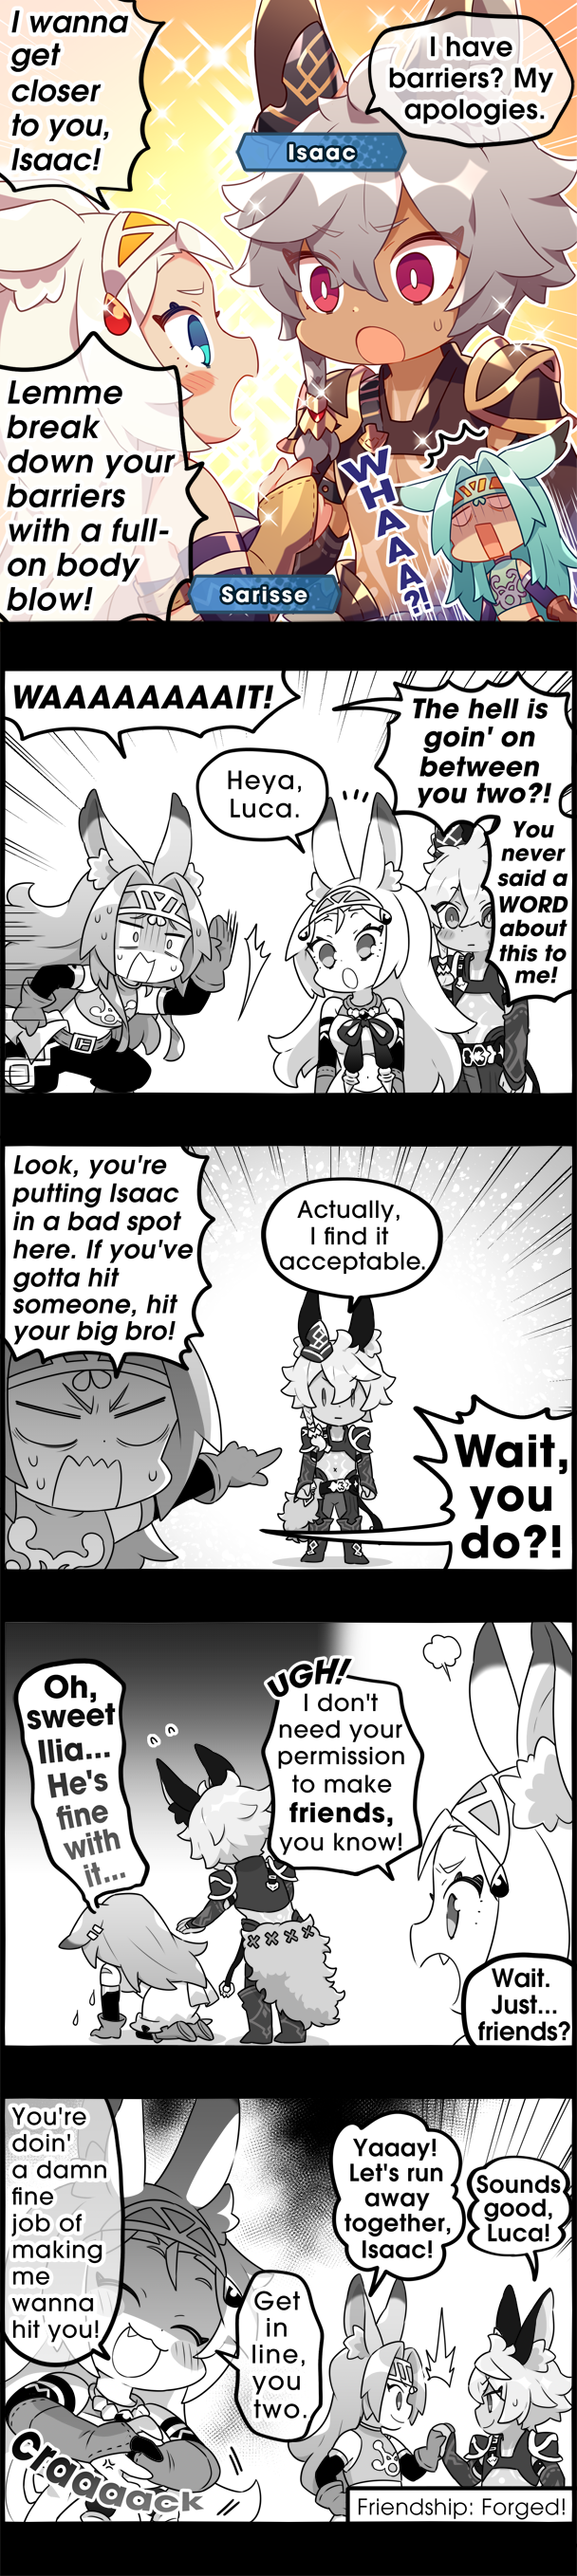 I wanna
get
closer
to you,
Isaac!
I have
barriers? My
apologies.
Isaac
Lemme
break
down your
barriers
with a full-
on body
blow!
WHAAA?!
Sarisse
WAAAAAAAAIT!
The hell is
goin' on
between
you two?!
Heya,
Luca.
You
never
said a
WORD
about
this to
me!
Look, you're
putting Isaac
in a bad spot
here. If you've
gotta hit
someone, hit
your big bro!
Actually,
I find it
acceptable.
Wait,
you
do?!
Oh,
sweet
Ilia...
He's
fine
with
it...
UGH!
I don't
need your
permission
to make
friends,
you know!
Wait.
Just...
friends?
You're
doin'
a damn
fine
job of
making
me
wanna
hit you!
Yaaay!
Let's run
away
together,
Isaac!
Sounds
good,
Luca!
Get
in
line,
you
two.
craaaack
Friendship: Forged!